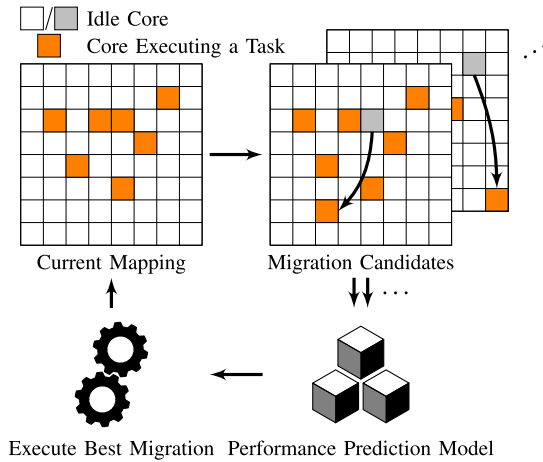 / Idle Core
Core Executing a Task
Current Mapping
Migration Candidates
...
Execute Best Migration
Performance Prediction Model